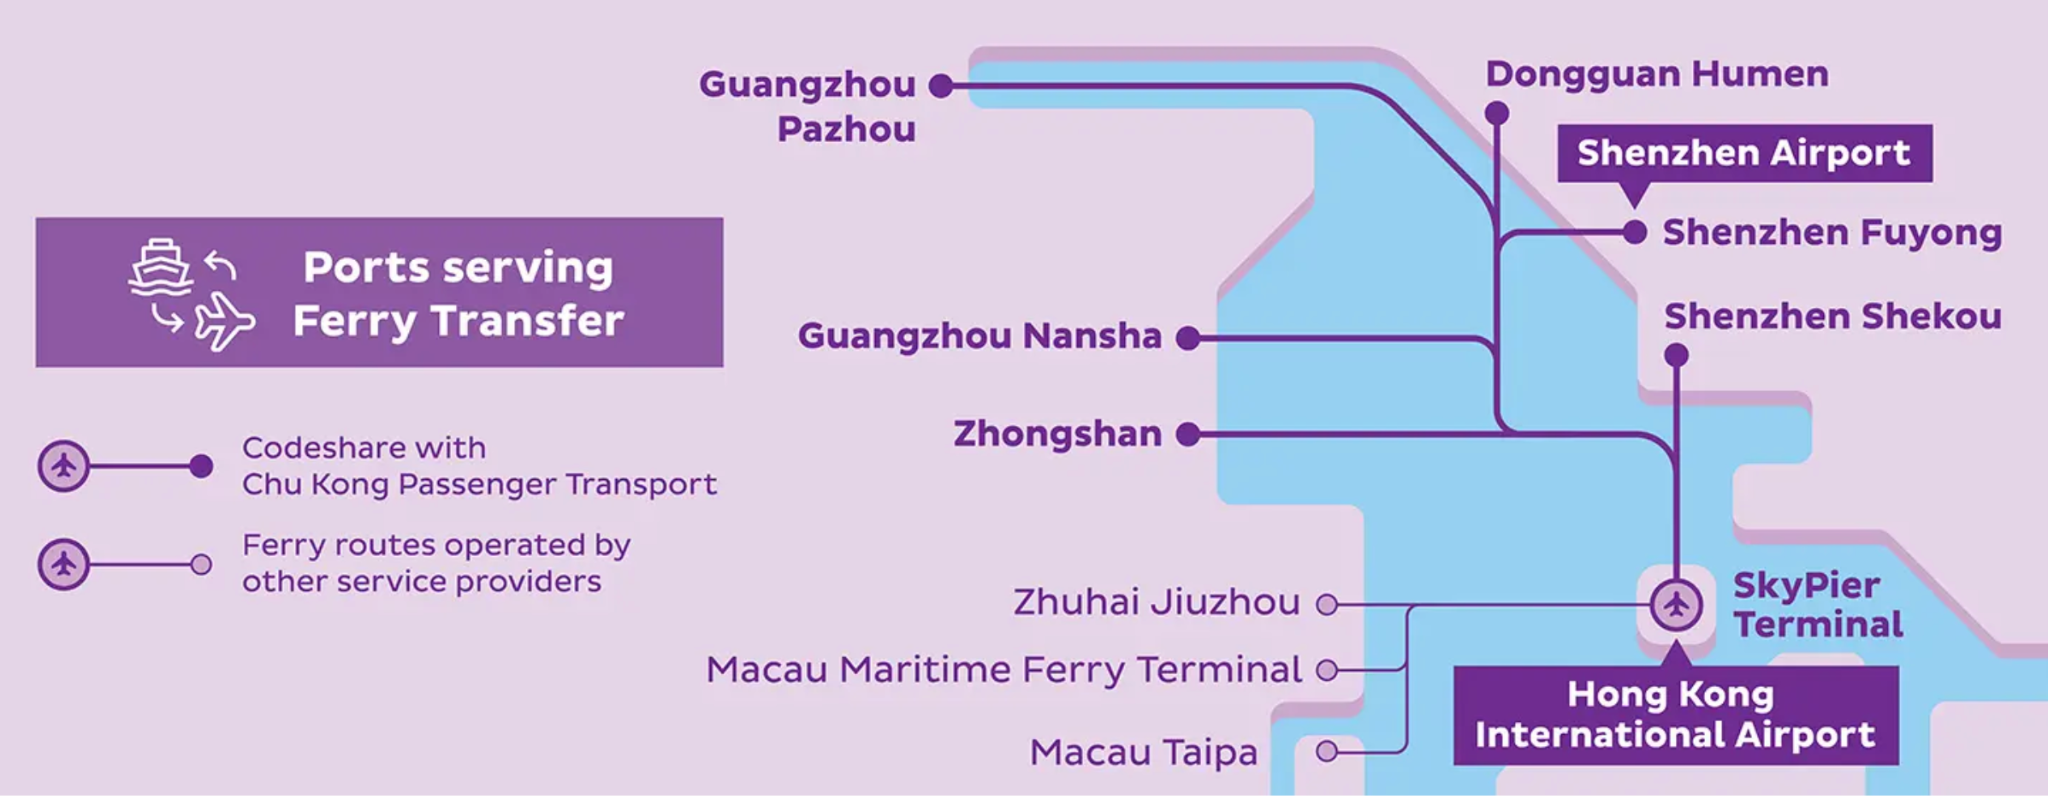 Guangzhou
Pazhou
Dongguan Humen
Shenzhen Airport
Shenzhen Fuyong
Ports serving
Ferry Transfer
Shenzhen Shekou
Guangzhou Nansha
Zhongshan
Codeshare with
Chu Kong Passenger Transport
Ferry routes operated by
other service providers
Zhuhai Jiuzhou
SkyPier
Terminal
Macau Maritime Ferry Terminal
Hong Kong
International Airport
Macau Taipa